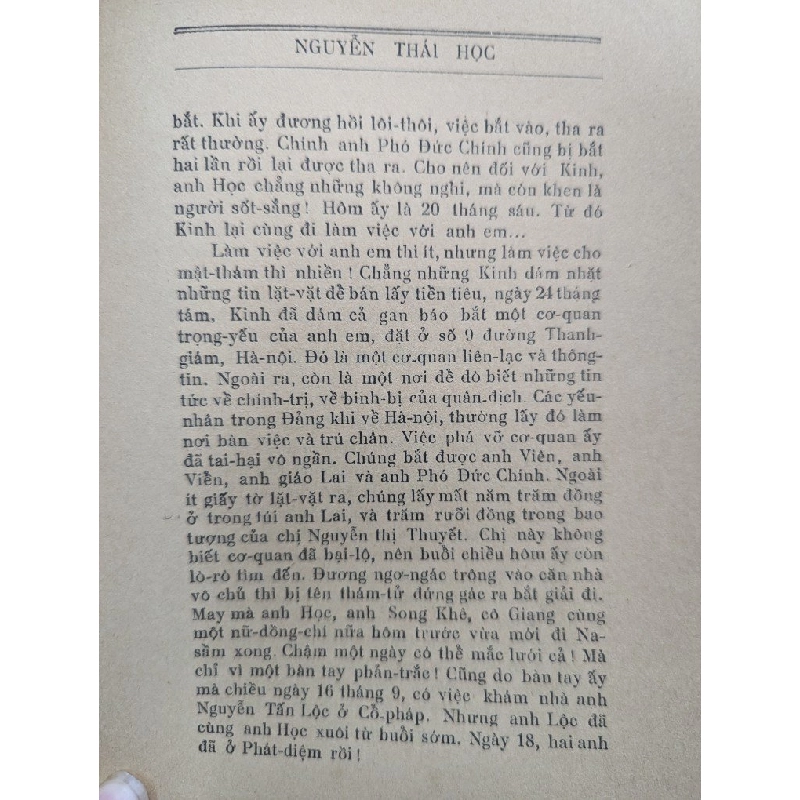 NGUYỄN THÁI HỌC
bắt. Khi ấy đương hồi lôi-thôi, việc bắt vào, tha ra
rất thường. Chính anh Phó Đức Chính cũng bị bắt
hai lần rồi lại được tha ra. Cho nên đối với Kinh,
anh Học chẳng những không nghi, mà còn khen là
người sốt-sắng! Hôm ấy là 20 tháng sáu. Từ đó
Kinh lại cùng đi làm việc với anh em...
Làm việc với anh em thì ít, nhưng làm việc cho
mật-thám thì nhiều! Chẳng những Kinh dám nhặt
những tin lặt-vặt để bán lấy tiền tiêu, ngày 24 tháng
tám, Kinh đã dám cả gan báo bắt một cơ-quan
trọng-yếu của anh em, đặt ở số 9 đường Thanh-
giám, Hà-nội. Đó là một cơ-quan liên-lạc và thông-
tin. Ngoài ra, còn là một nơi để dò biết những tin
tức về chính-trị, về binh-bị của quân-địch. Các yếu-
nhân trong Đảng khi về Hà-nội, thường lấy đó làm
nơi bàn việc và trú chân. Việc phá vỡ cơ-quan ấy
đã tai-hại vô ngần. Chúng bắt được anh Viên, anh
Viễn, anh giáo Lai và anh Phó Đức Chính. Ngoài
ít giấy tờ lặt-vặt ra, chúng lấy mất năm trăm đồng
ở trong túi anh Lai, và trăm rưỡi đồng trong bao
tượng của chị Nguyễn thị Thuyết. Chị này không
biết cơ-quan đã bại-lộ, nên buổi chiều hôm ấy còn
lò-rò tìm đến. Đương ngơ-ngác trông vào căn nhà
vô chủ thì bị tên thám-tử đứng gác ra bắt giải đi.
May mà anh Học, anh Song Khê, cô Giang cùng
một nữ-đồng-chí nữa hôm trước vừa mới đi Na-
sầm xong. Chậm một ngày có thể mắc lưới cả! Mà
chỉ vì một bàn tay phản-trắc! Cũng do bàn tay ấy
mà chiều ngày 16 tháng 9, có việc khám nhà anh
Nguyễn Tấn Lộc ở Cổ-pháp. Nhưng anh Lộc đã
cùng anh Học xuôi từ buổi sớm. Ngày 18, hai anh
đã ở Phát-diệm rồi!